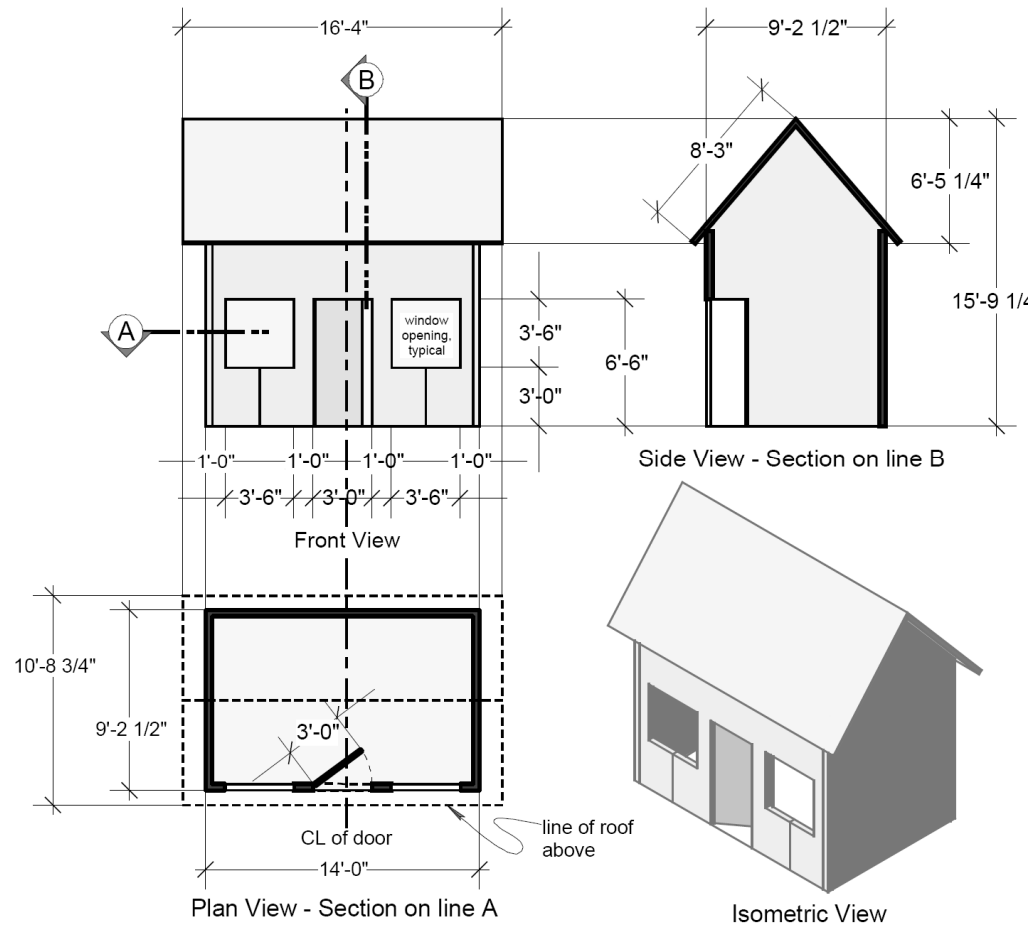 16'-4"
9'-2 1/2"
B
8'-3"
6'-5 1/4"
15'-9 1/4
A
window
opening,
typical
3'-6"
6'-6"
3'-0"
1'-0" 1'-0" 1'-0" 1'-0"
3'-6" 3'-0" 3'-6"
Front View
Side View - Section on line B
10'-8 3/4"
9'-2 1/2"
3'-0"
CL of door
line of roof
above
14'-0"
Plan View - Section on line A
Isometric View